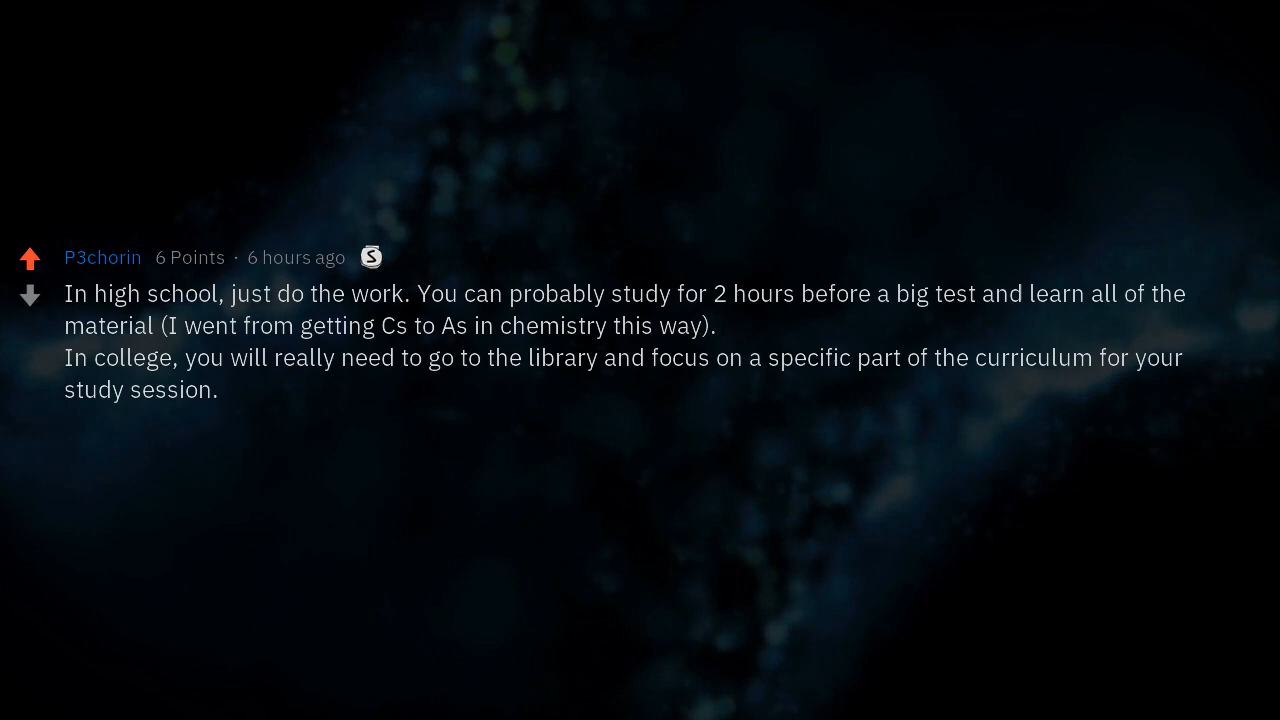 P3chorin 6 Points · 6 hours ago S
In high school, just do the work. You can probably study for 2 hours before a big test and learn all of the
material (I went from getting Cs to As in chemistry this way).
In college, you will really need to go to the library and focus on a specific part of the curriculum for your
study session.